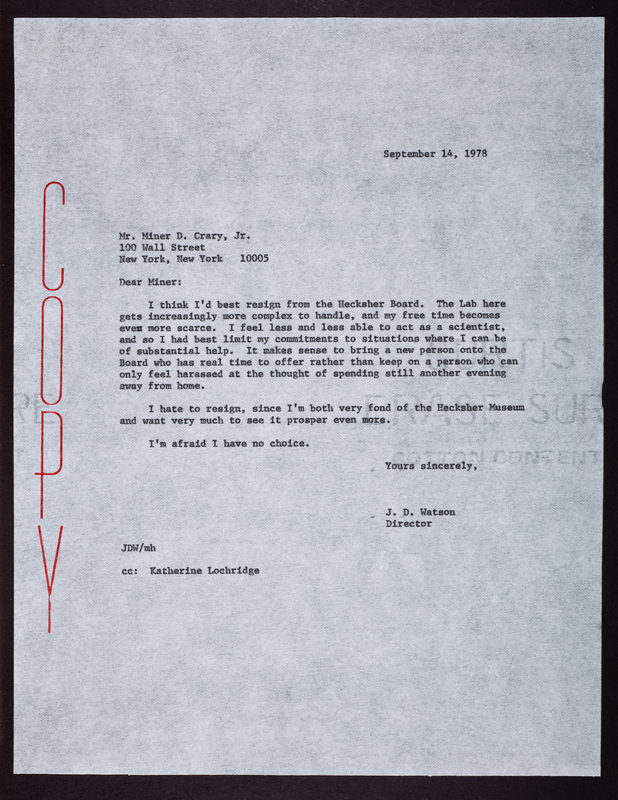 COPY
September 14, 1978
Mr. Miner D. Crary, Jr.
100 Wall Street
New York, New York 10005
Dear Miner:
I think I'd best resign from the Hecksher Board. The Lab here
gets increasingly more complex to handle, and my free time becomes
even more scarce. I feel less and less able to act as a scientist,
and so I had best limit my commitments to situations where I can be
of substantial help. It makes sense to bring a new person onto the
Board who has real time to offer rather than keep on a person who can
only feel harassed at the thought of spending still another evening
away from home.
I hate to resign, since I'm both very fond of the Hecksher Museum
and want very much to see it prosper even more.
I'm afraid I have no choice.
Yours sincerely,
J. D. Watson
Director
JDW/mh
cc: Katherine Lochridge
COTTON CONTENT